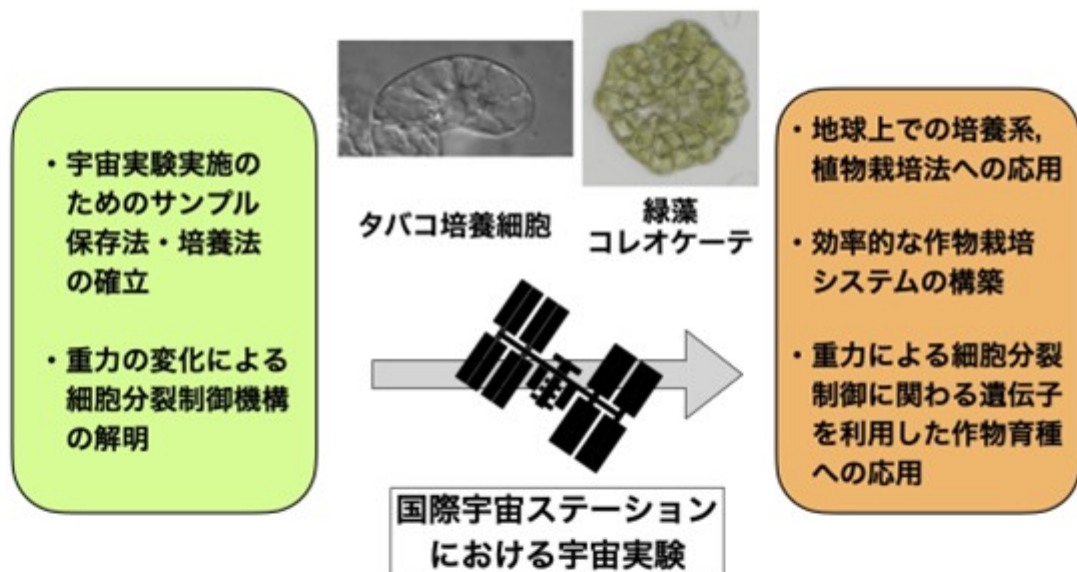 ・宇宙実験実施の
ためのサンプル
保存法・培養法
の確立
・重力の変化による
細胞分裂制御機構
の解明
タバコ培養細胞
緑藻
コレオケーテ
国際宇宙ステーション
における宇宙実験
・地球上での培養系,
植物栽培法への応用
・効率的な作物栽培
システムの構築
・重力による細胞分裂
制御に関わる遺伝子
を利用した作物育種
への応用